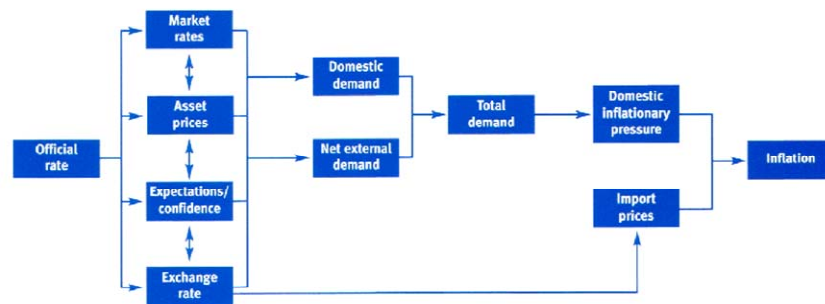 Official
rate
Market
rates
Asset
prices
Expectations/
confidence
Exchange
rate
Domestic
demand
Net external
demand
Total
demand
Domestic
inflationary
pressure
Import
prices
Inflation